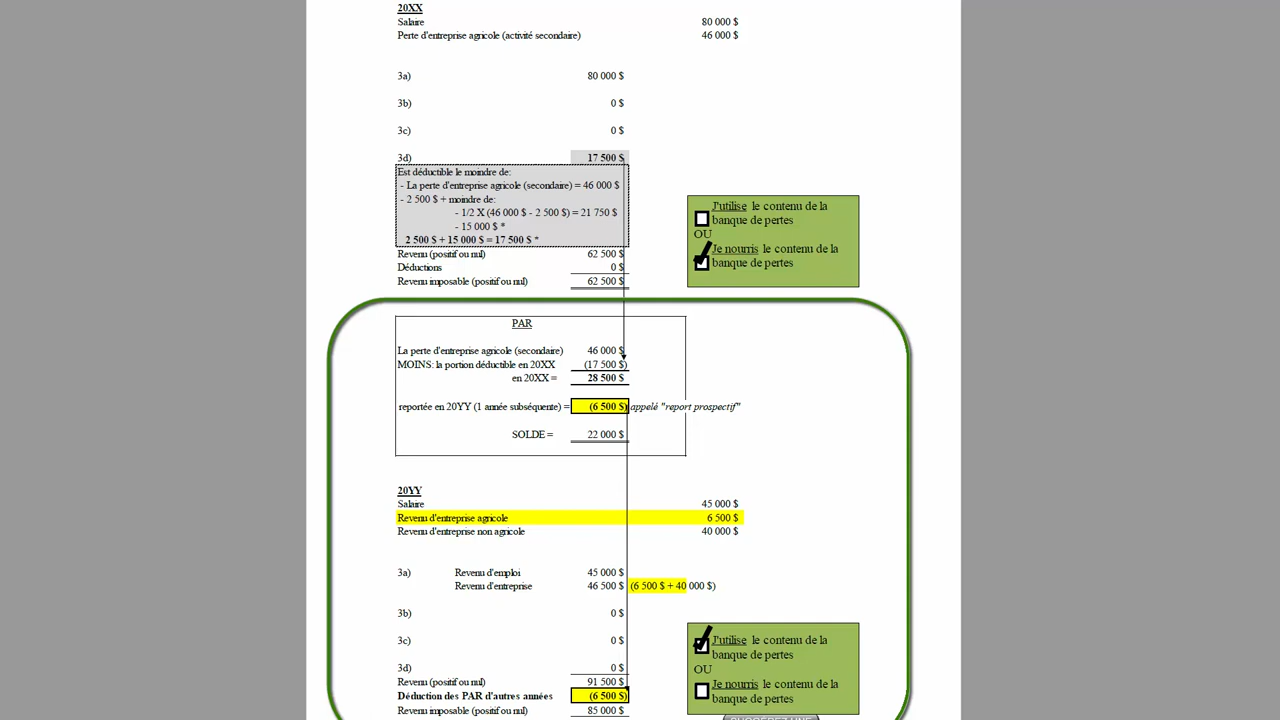 20XX
Salaire 80 000 $
Perte d'entreprise agricole (activité secondaire) 46 000 $
3a) 80 000 $
3b) 0 $
3c) 0 $
3d) 17 500 $
Est déductible le moindre de:
- La perte d'entreprise agricole (secondaire) = 46 000 $
- 2 500 $ + moindre de:
- 1/2 X (46 000 $ - 2 500 $) = 21 750 $
- 15 000 $ *
2 500 $ + 15 000 $ = 17 500 $ *
Revenu (positif ou nul) 62 500 $
Déductions 0 $
Revenu imposable (positif ou nul) 62 500 $
J'utilise le contenu de la
banque de pertes
OU
Je nourris le contenu de la
banque de pertes
PAR
La perte d'entreprise agricole (secondaire) 46 000 $
MOINS: la portion déductible en 20XX (17 500 $)
en 20XX = 28 500 $
reportée en 20YY (1 année subséquente) = (6 500 $) appelé "report prospectif"
SOLDE = 22 000 $
20YY
Salaire 45 000 $
Revenu d'entreprise agricole 6 500 $
Revenu d'entreprise non agricole 40 000 $
3a) Revenu d'emploi 45 000 $
Revenu d'entreprise 46 500 $ (6 500 $ + 40 000 $)
3b) 0 $
3c) 0 $
3d) 0 $
Revenu (positif ou nul) 91 500 $
Déduction des PAR d'autres années (6 500 $)
Revenu imposable (positif ou nul) 85 000 $
J'utilise le contenu de la
banque de pertes
OU
Je nourris le contenu de la
banque de pertes